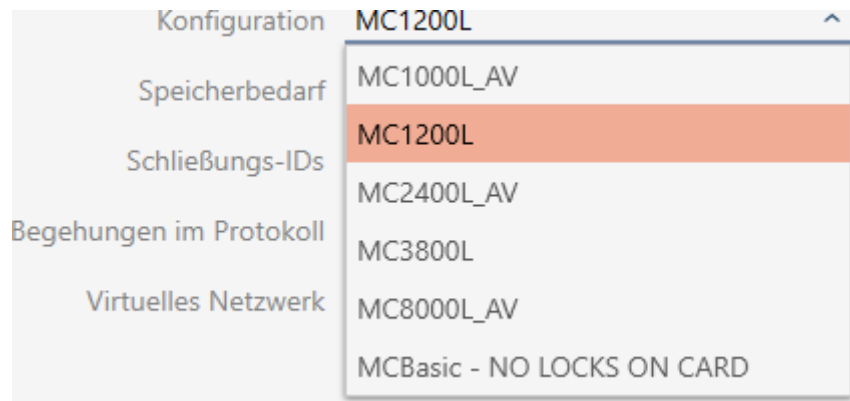 Konfiguration MC1200L
Speicherbedarf MC1000L_AV
MC1200L
Schließungs-IDs
MC2400L_AV
Begehungen im Protokoll
MC3800L
Virtuelles Netzwerk MC8000L_AV
MCBasic - NO LOCKS ON CARD